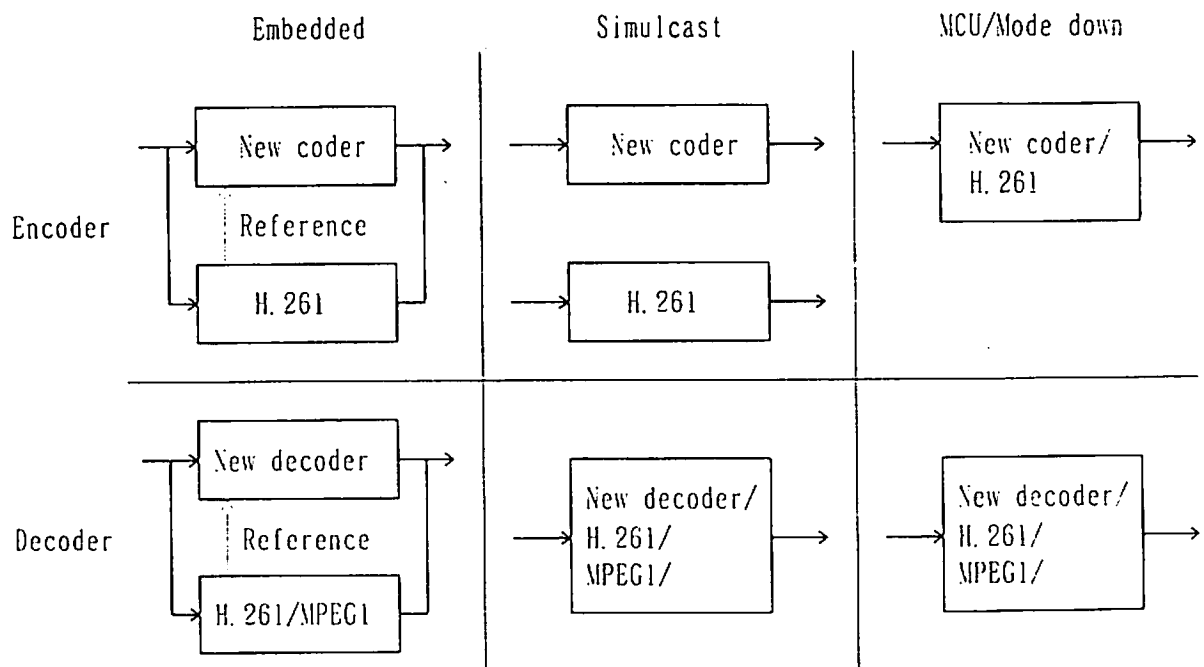 Embedded Simulcast MCU/Mode down
Encoder
New coder
Reference
H.261
New coder
H.261
New coder/
H.261
Decoder
New decoder
Reference
H.261/MPEG1
New decoder/
H.261/
MPEG1/
New decoder/
H.261/
MPEG1/